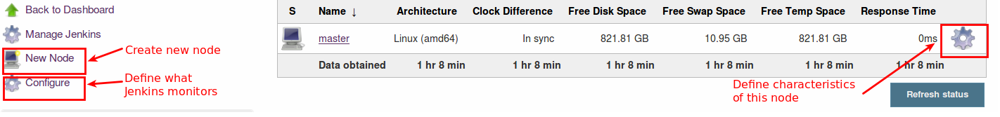 Back to Dashboard
Manage Jenkins
New Node
Create new node
Configure
Define what
Jenkins monitors
S Name ↓ Architecture Clock Difference Free Disk Space Free Swap Space Free Temp Space Response Time
master Linux (amd64) In sync 821.81 GB 10.95 GB 821.81 GB 0ms
Data obtained 1 hr 8 min 1 hr 8 min 1 hr 8 min 1 hr 8 min 1 hr 8 min 1 hr 8 min
Define characteristics
of this node
Refresh status